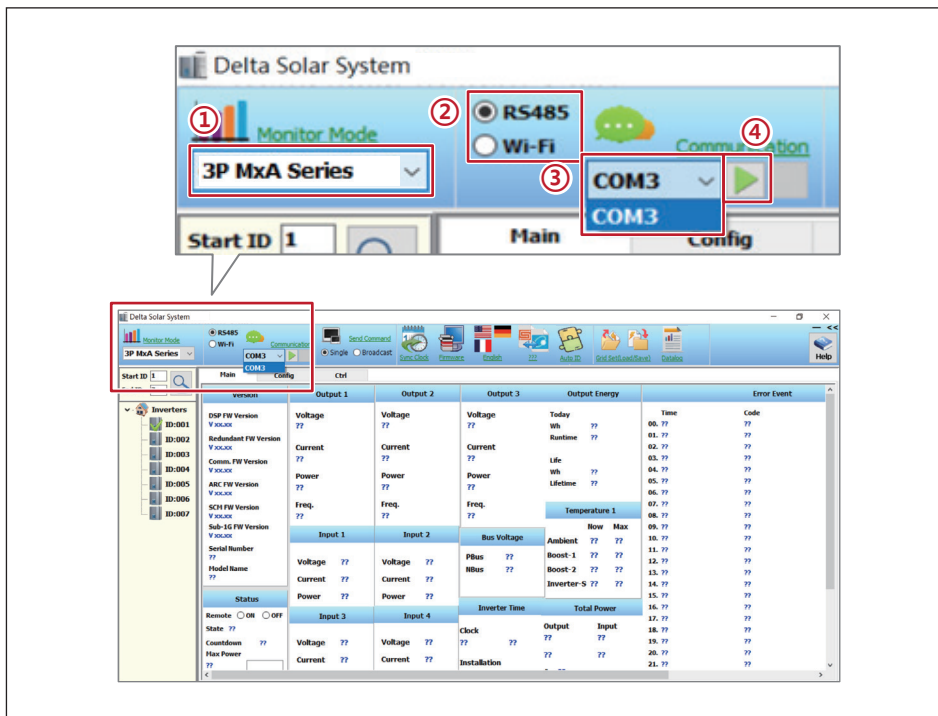 Delta Solar System
① Monitor Mode
3P MxA Series
② RS485
Wi-Fi
④
Communication
③ COM3
COM3
Start ID 1
Main Config
Delta Solar System
Monitor Mode
3P MxA Series
RS485
Wi-Fi
Communication
COM3
COM3
Send Command
Single Broadcast
Sync Clock
Firmware
English
???
Auto ID
Grid Set(Load/Save)
Datalog
<<
Help
Start ID 1
Main Config Ctrl
Inverters
ID:001
ID:002
ID:003
ID:004
ID:005
ID:006
ID:007
Version
DSP FW Version
V xx.xx
Redundant FW Version
V xx.xx
Comm. FW Version
V xx.xx
ARC FW Version
V xx.xx
SCM FW Version
V xx.xx
Sub-1G FW Version
V xx.xx
Serial Number
??
Model Name
??
Status
Remote ON OFF
State ??
Countdown ??
Max Power
??
Output 1
Voltage
??
Current
??
Power
??
Freq.
??
Output 2
Voltage
??
Current
??
Power
??
Freq.
??
Output 3
Voltage
??
Current
??
Power
??
Freq.
??
Input 1
Voltage ??
Current ??
Power ??
Input 2
Voltage ??
Current ??
Power ??
Input 3
Voltage ??
Current ??
Input 4
Voltage ??
Current ??
Bus Voltage
PBus ??
NBus ??
Inverter Time
Clock
?? ??
Installation
Output Energy
Today
Wh ??
Runtime ??
Life
Wh ??
Lifetime ??
Temperature 1
Now Max
Ambient ?? ??
Boost-1 ?? ??
Boost-2 ?? ??
Inverter-S ?? ??
Total Power
Output Input
?? ??
?? ??
Error Event
Time Code
00. ?? ??
01. ?? ??
02. ?? ??
03. ?? ??
04. ?? ??
05. ?? ??
06. ?? ??
07. ?? ??
08. ?? ??
09. ?? ??
10. ?? ??
11. ?? ??
12. ?? ??
13. ?? ??
14. ?? ??
15. ?? ??
16. ?? ??
17. ?? ??
18. ?? ??
19. ?? ??
20. ?? ??
21. ?? ??